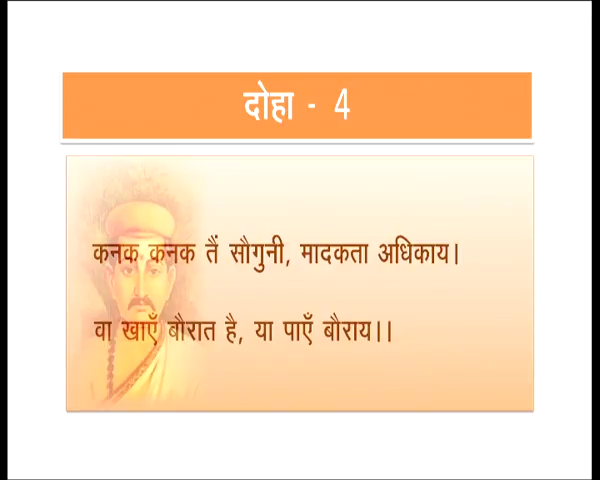 दोहा - 4
कनक कनक तैं सौगुनी, मादकता अधिकाय।
वा खाएँ बौरात है, या पाएँ बौराय।।